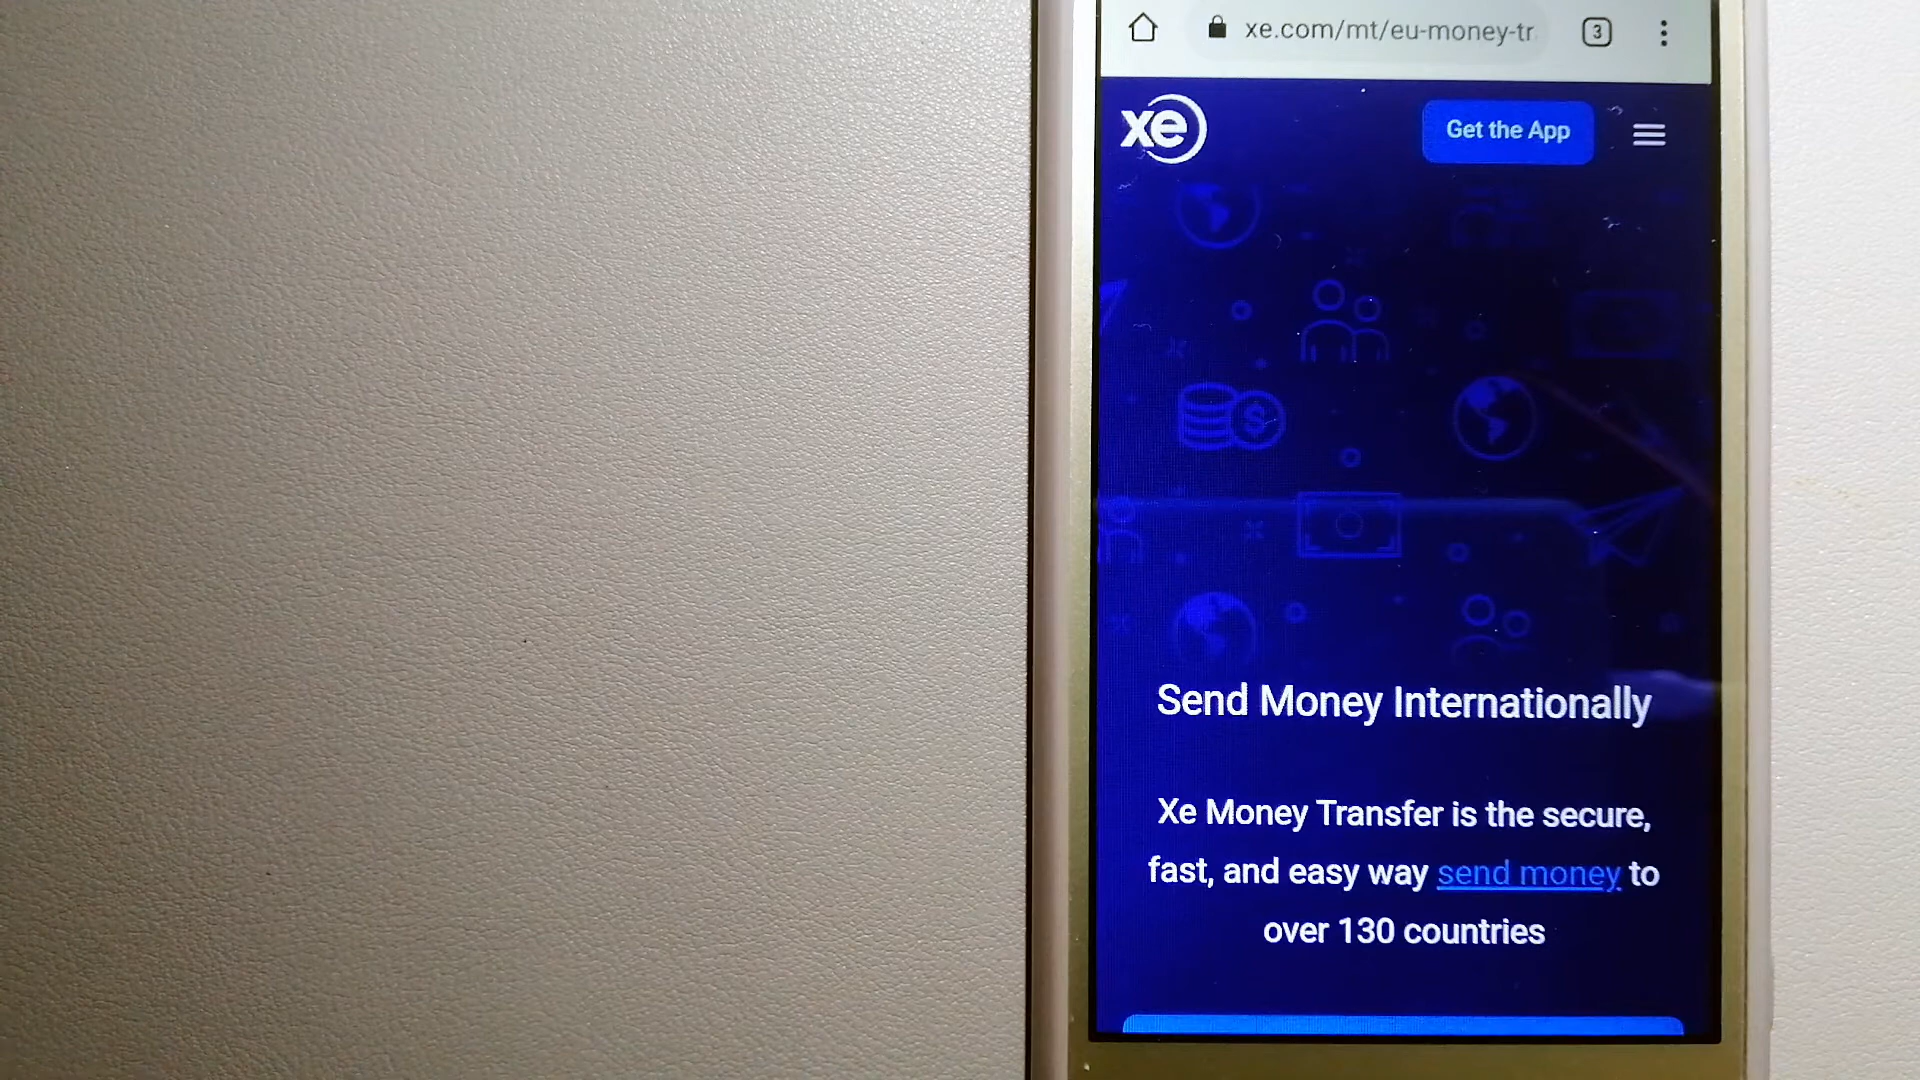 xe.com/mt/eu-money-tr
3
xe
Get the App
Send Money Internationally
Xe Money Transfer is the secure,
fast, and easy way send money to
over 130 countries